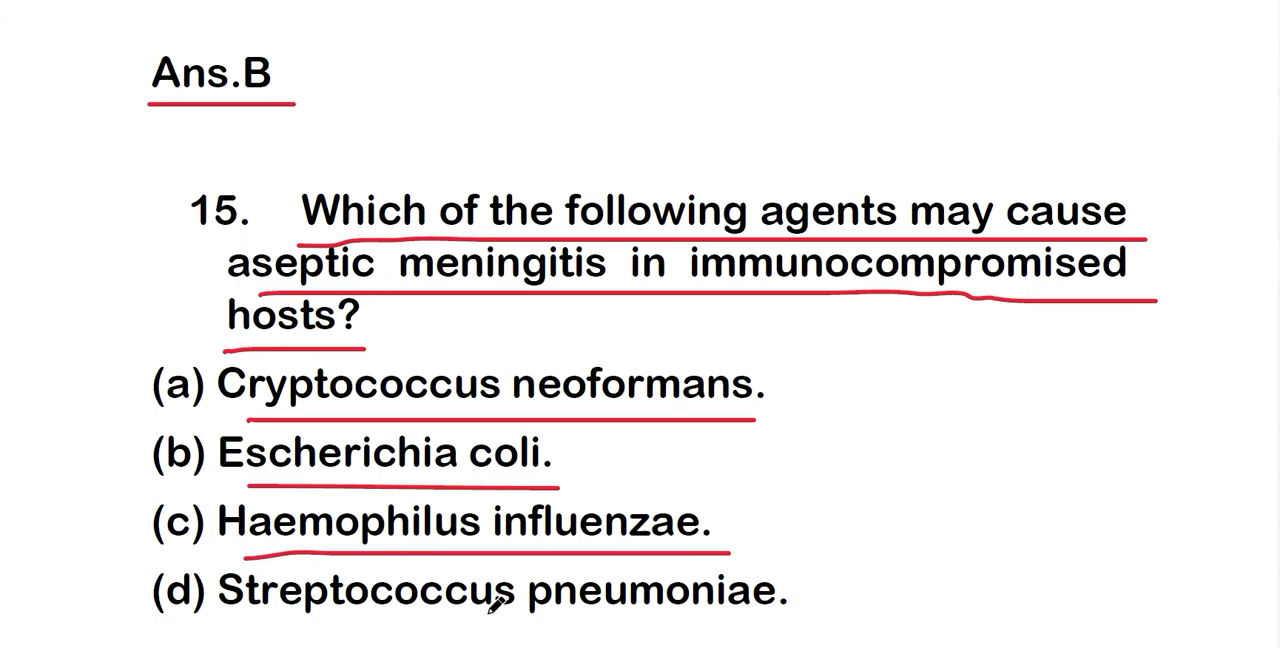 Ans.B
15. Which of the following agents may cause
aseptic meningitis in immunocompromised
hosts?
(a) Cryptococcus neoformans.
(b) Escherichia coli.
(c) Haemophilus influenzae.
(d) Streptococcus pneumoniae.